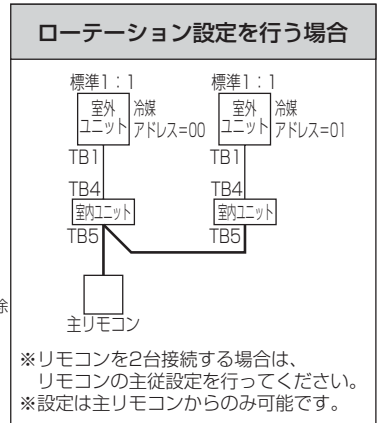 ローテーション設定を行う場合
標準1：1 標準1：1
室外 冷媒 室外 冷媒
ユニット アドレス=00 ユニット アドレス=01
TB1 TB1
TB4 TB4
室内ユニット 室内ユニット
TB5 TB5
除
主リモコン
※リモコンを2台接続する場合は、
リモコンの主従設定を行ってください。
※設定は主リモコンからのみ可能です。